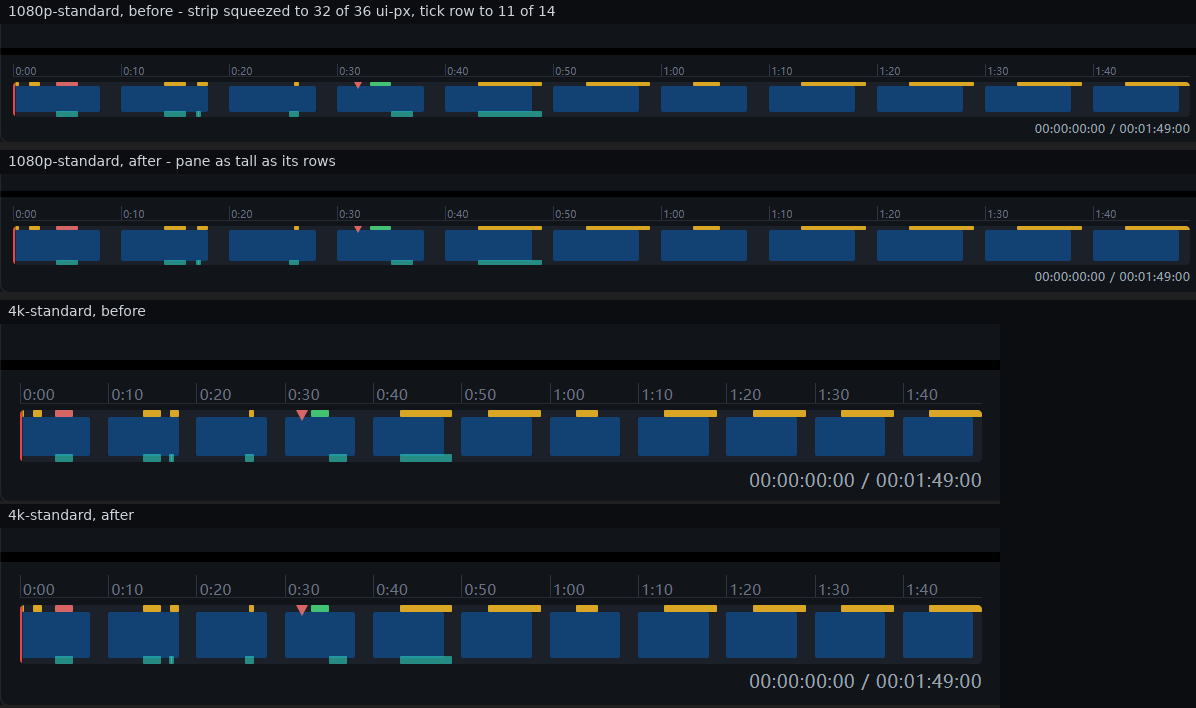 1080p-standard, before - strip squeezed to 32 of 36 ui-px, tick row to 11 of 14
0:00 0:10 0:20 0:30 0:40 0:50 1:00 1:10 1:20 1:30 1:40
00:00:00:00 / 00:01:49:00
1080p-standard, after - pane as tall as its rows
0:00 0:10 0:20 0:30 0:40 0:50 1:00 1:10 1:20 1:30 1:40
00:00:00:00 / 00:01:49:00
4k-standard, before
0:00 0:10 0:20 0:30 0:40 0:50 1:00 1:10 1:20 1:30 1:40
00:00:00:00 / 00:01:49:00
4k-standard, after
0:00 0:10 0:20 0:30 0:40 0:50 1:00 1:10 1:20 1:30 1:40
00:00:00:00 / 00:01:49:00